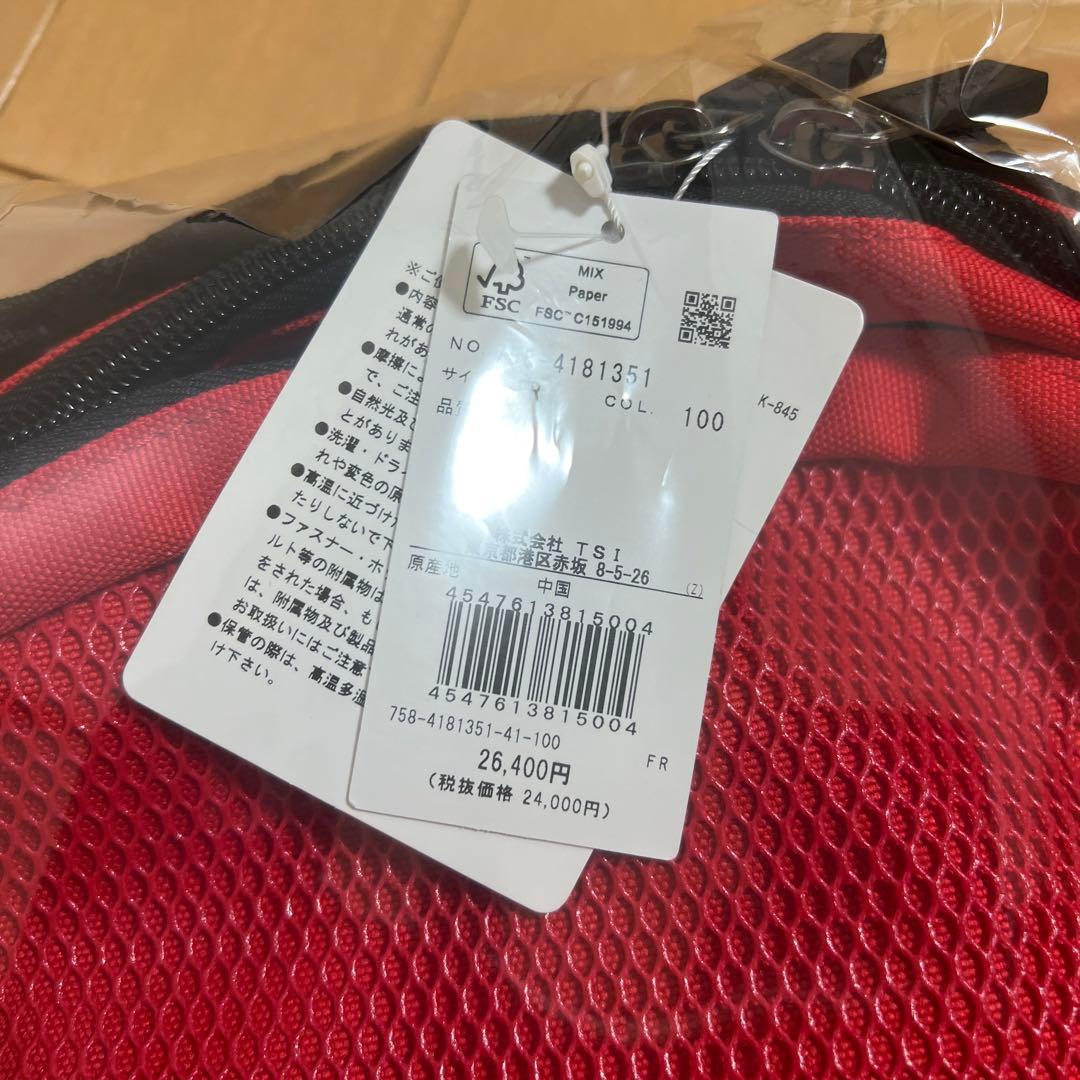 FSC
MIX
Paper
FSC™ C151994
NO
4181351
サイ
品質
COL. 100
株式会社 TSI
東京都港区赤坂 8-5-26
原産地 中国 (Z)
4547613815004
4547613815004
758-4181351-41-100
26,400円
FR
(税抜価格 24,000円)
K-845
●内容
通常の
れがあ
●摩擦に。
で、ご注
●自然光及び
とがありま
●洗濯・ドラ
れや変色の原
●高温に近づけ
たりしないで下
●ファスナー・ホ
ルト等の附属物は
をされた場合、も
は、附属物及び製品
お取扱いにはご注意
●保管の際は、高温多湿
け下さい。